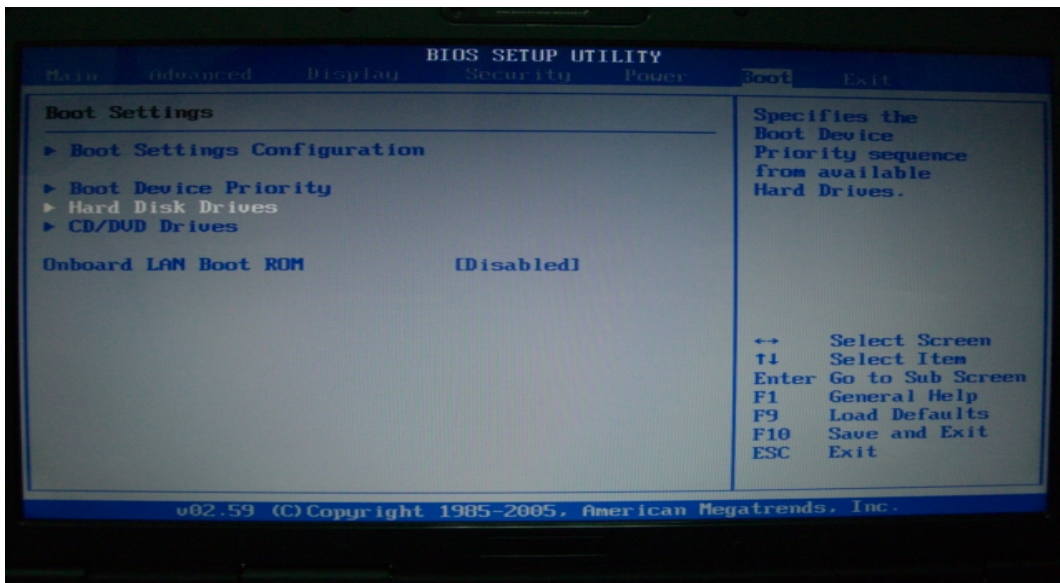 BIOS SETUP UTILITY
Main Advanced Display Security Power Boot Exit
Boot Settings
▶ Boot Settings Configuration
▶ Boot Device Priority
▶ Hard Disk Drives
▶ CD/DVD Drives
Onboard LAN Boot ROM [Disabled]
Specifies the
Boot Device
Priority sequence
from available
Hard Drives.
↔ Select Screen
↑↓ Select Item
Enter Go to Sub Screen
F1 General Help
F9 Load Defaults
F10 Save and Exit
ESC Exit
v02.59 (C)Copyright 1985-2005, American Megatrends, Inc.